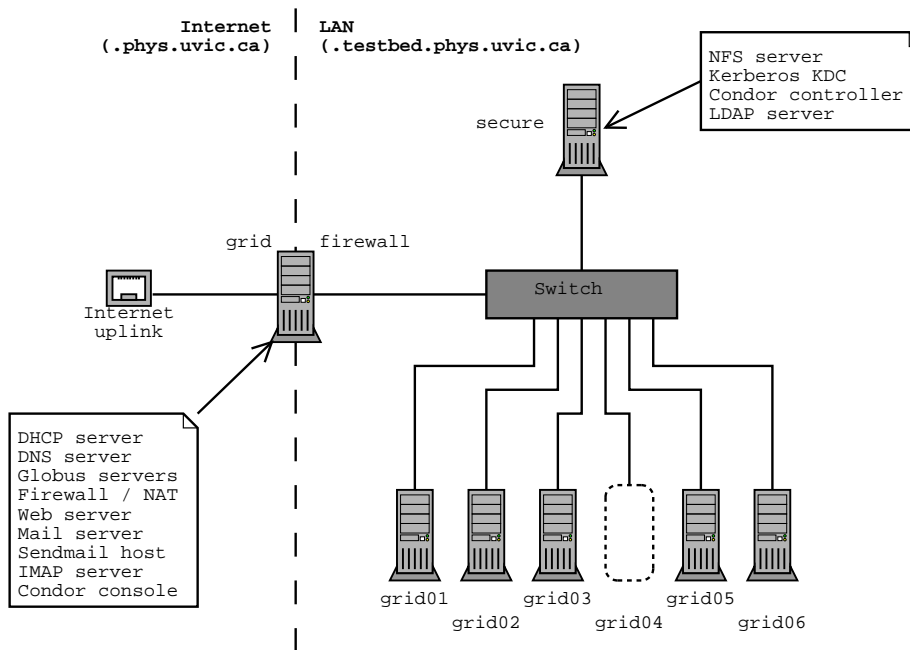 Internet
(.phys.uvic.ca)
LAN
(.testbed.phys.uvic.ca)
NFS server
Kerberos KDC
Condor controller
LDAP server
secure
grid
firewall
Switch
Internet
uplink
DHCP server
DNS server
Globus servers
Firewall / NAT
Web server
Mail server
Sendmail host
IMAP server
Condor console
grid01
grid02
grid03
grid04
grid05
grid06